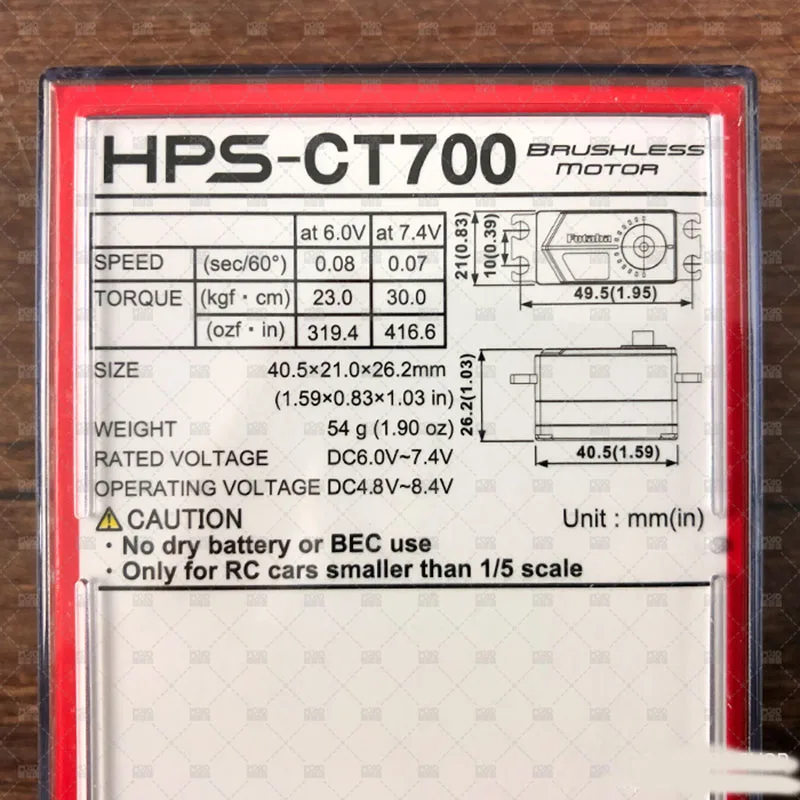 HPS-CT700 BRUSHLESS MOTOR
at 6.0V at 7.4V
SPEED (sec/60°) 0.08 0.07
TORQUE (kgf・cm) 23.0 30.0
(ozf・in) 319.4 416.6
21(0.83)
10(0.39)
Futaba
49.5(1.95)
SIZE 40.5×21.0×26.2mm
(1.59×0.83×1.03 in)
WEIGHT 54 g (1.90 oz)
RATED VOLTAGE DC6.0V~7.4V
OPERATING VOLTAGE DC4.8V~8.4V
26.2(1.03)
40.5(1.59)
⚠CAUTION Unit : mm(in)
・No dry battery or BEC use
・Only for RC cars smaller than 1/5 scale